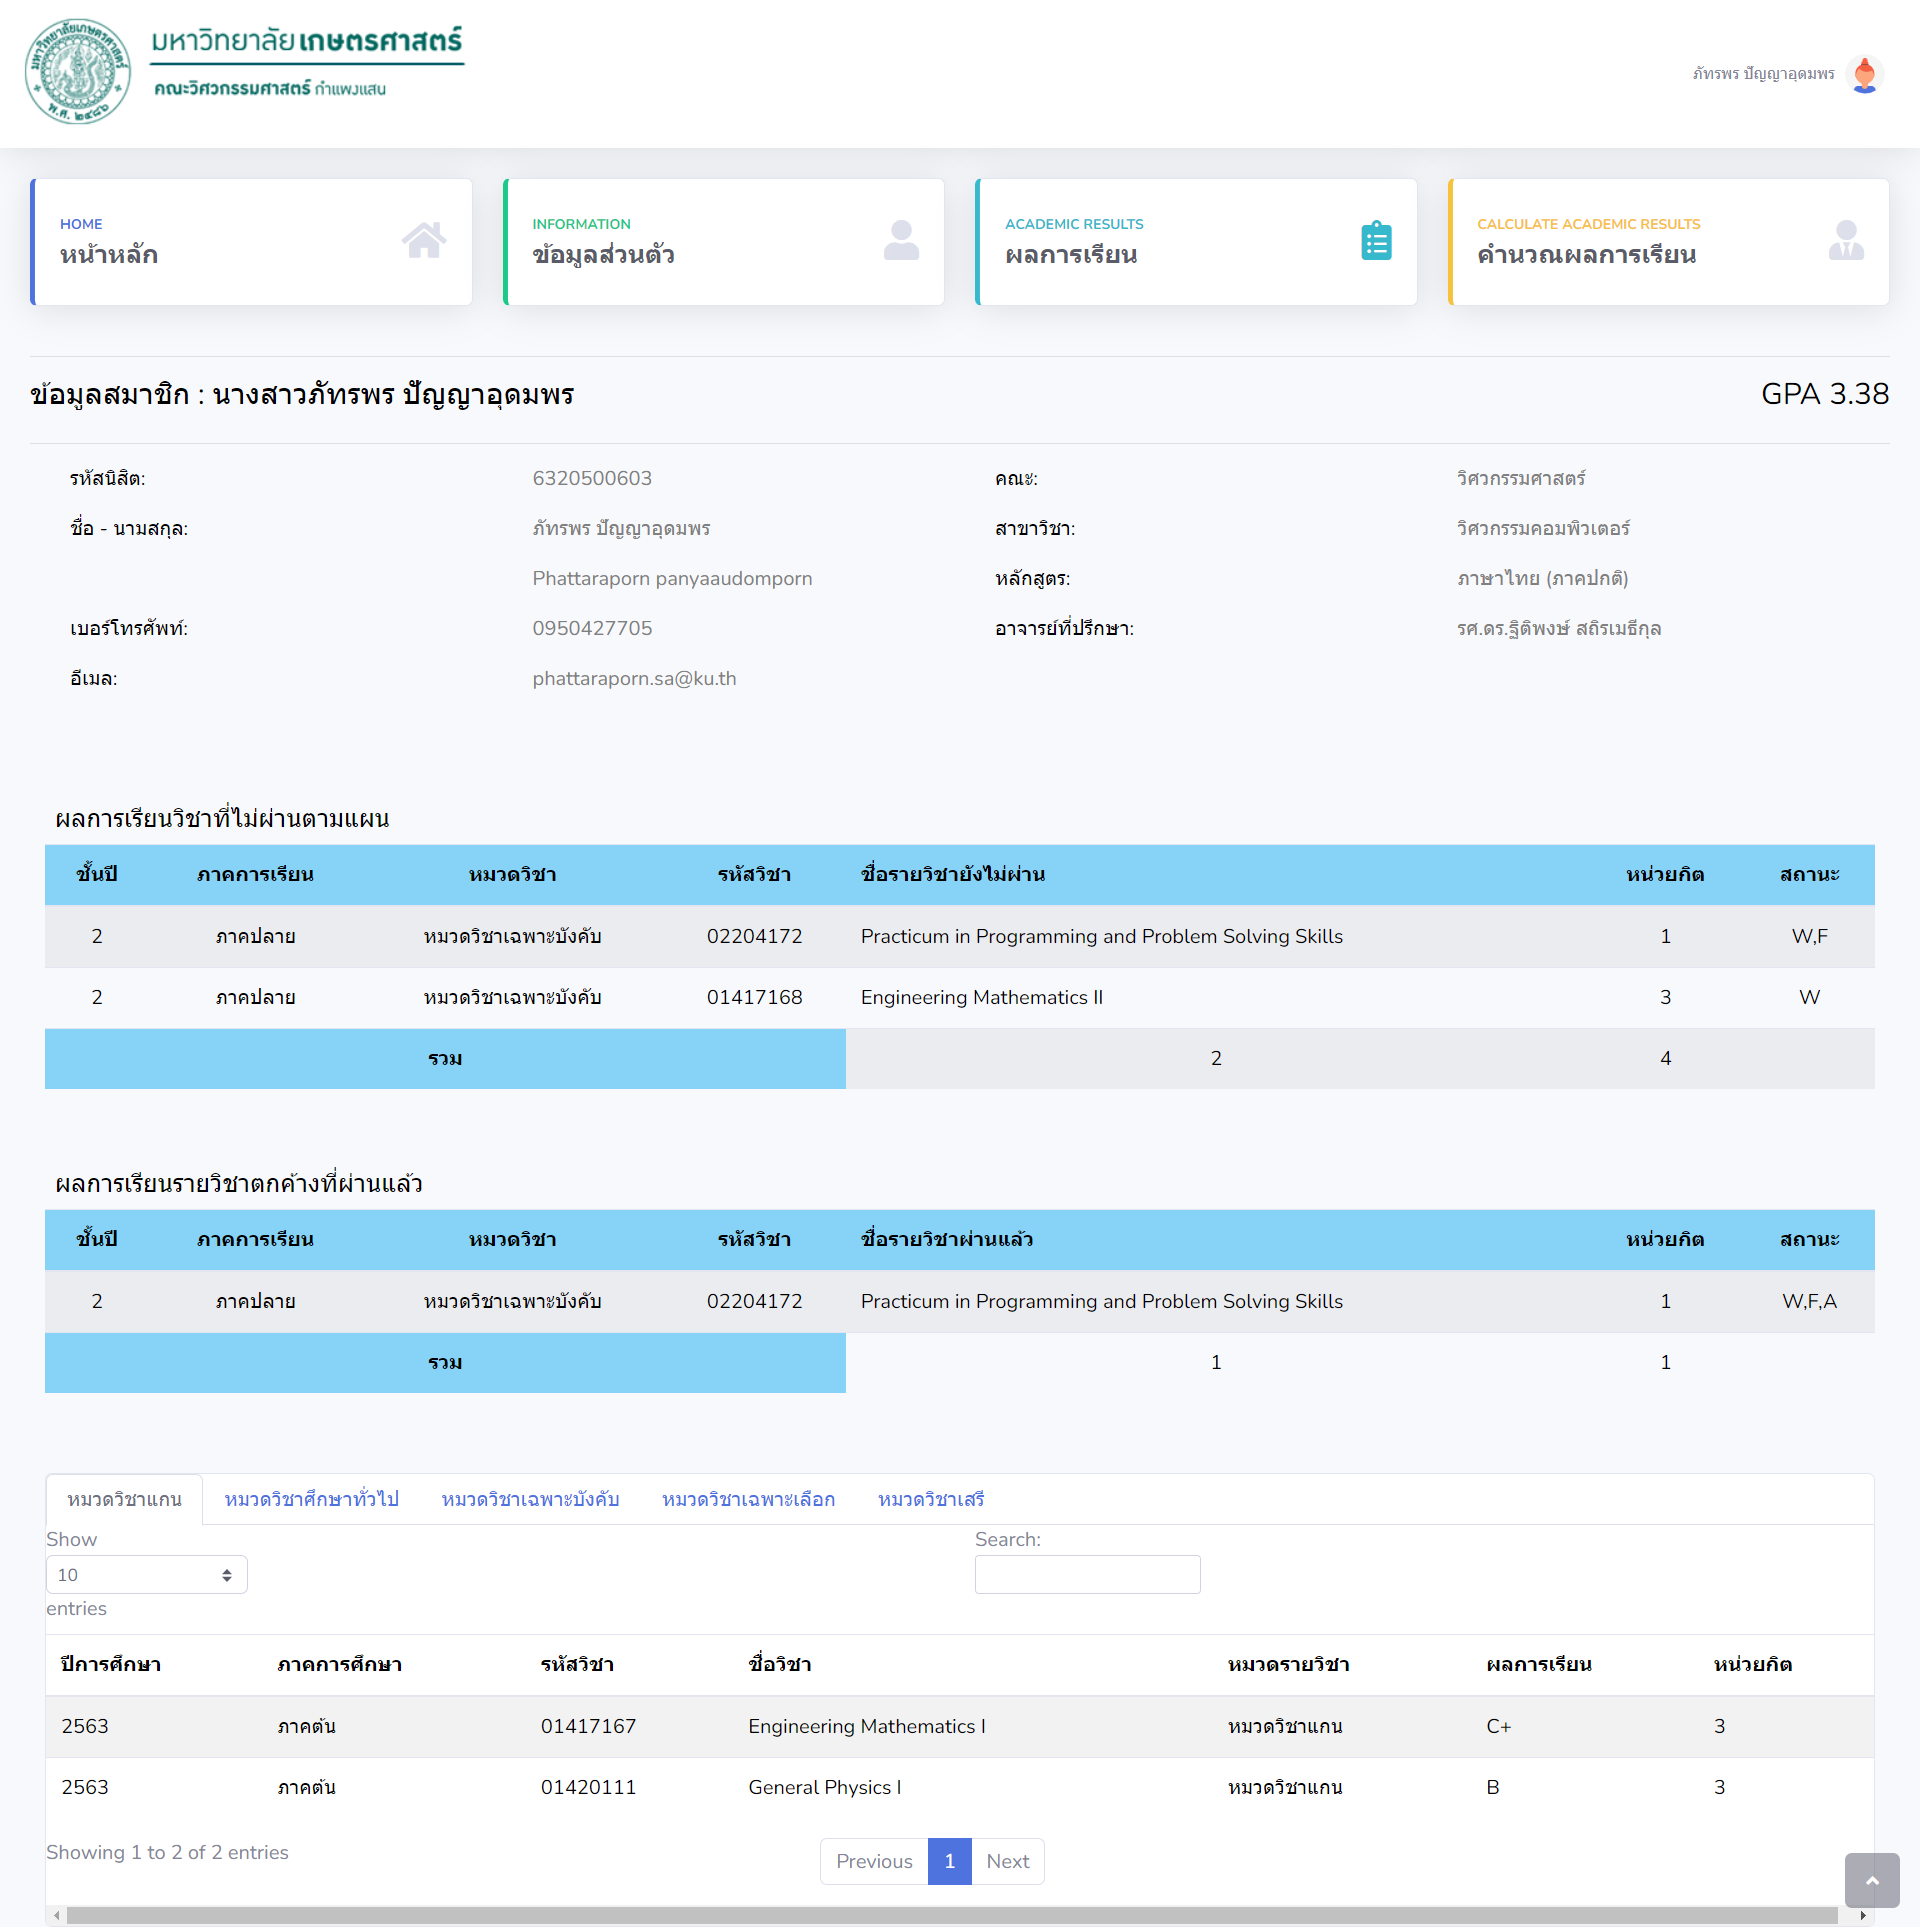 มหาวิทยาลัยเกษตรศาสตร์
คณะวิศวกรรมศาสตร์ กำแพงแสน
มหาวิทยาลัยเกษตรศาสตร์
พ.ศ. ๒๔๘๖
ภัทรพร ปัญญาอุดมพร
HOME
หน้าหลัก
INFORMATION
ข้อมูลส่วนตัว
ACADEMIC RESULTS
ผลการเรียน
CALCULATE ACADEMIC RESULTS
คำนวณผลการเรียน
ข้อมูลสมาชิก : นางสาวภัทรพร ปัญญาอุดมพร GPA 3.38
รหัสนิสิต: 6320500603 คณะ: วิศวกรรมศาสตร์
ชื่อ - นามสกุล: ภัทรพร ปัญญาอุดมพร สาขาวิชา: วิศวกรรมคอมพิวเตอร์
Phattaraporn panyaaudomporn หลักสูตร: ภาษาไทย (ภาคปกติ)
เบอร์โทรศัพท์: 0950427705 อาจารย์ที่ปรึกษา: รศ.ดร.ฐิติพงษ์ สถิรเมธีกุล
อีเมล: phattaraporn.sa@ku.th
ผลการเรียนวิชาที่ไม่ผ่านตามแผน
ชั้นปี ภาคการเรียน หมวดวิชา รหัสวิชา ชื่อรายวิชายังไม่ผ่าน หน่วยกิต สถานะ
2 ภาคปลาย หมวดวิชาเฉพาะบังคับ 02204172 Practicum in Programming and Problem Solving Skills 1 W,F
2 ภาคปลาย หมวดวิชาเฉพาะบังคับ 01417168 Engineering Mathematics II 3 W
รวม 2 4
ผลการเรียนรายวิชาตกค้างที่ผ่านแล้ว
ชั้นปี ภาคการเรียน หมวดวิชา รหัสวิชา ชื่อรายวิชาผ่านแล้ว หน่วยกิต สถานะ
2 ภาคปลาย หมวดวิชาเฉพาะบังคับ 02204172 Practicum in Programming and Problem Solving Skills 1 W,F,A
รวม 1 1
หมวดวิชาแกน หมวดวิชาศึกษาทั่วไป หมวดวิชาเฉพาะบังคับ หมวดวิชาเฉพาะเลือก หมวดวิชาเสรี
Show Search:
10
entries
ปีการศึกษา ภาคการศึกษา รหัสวิชา ชื่อวิชา หมวดรายวิชา ผลการเรียน หน่วยกิต
2563 ภาคต้น 01417167 Engineering Mathematics I หมวดวิชาแกน C+ 3
2563 ภาคต้น 01420111 General Physics I หมวดวิชาแกน B 3
Showing 1 to 2 of 2 entries Previous 1 Next